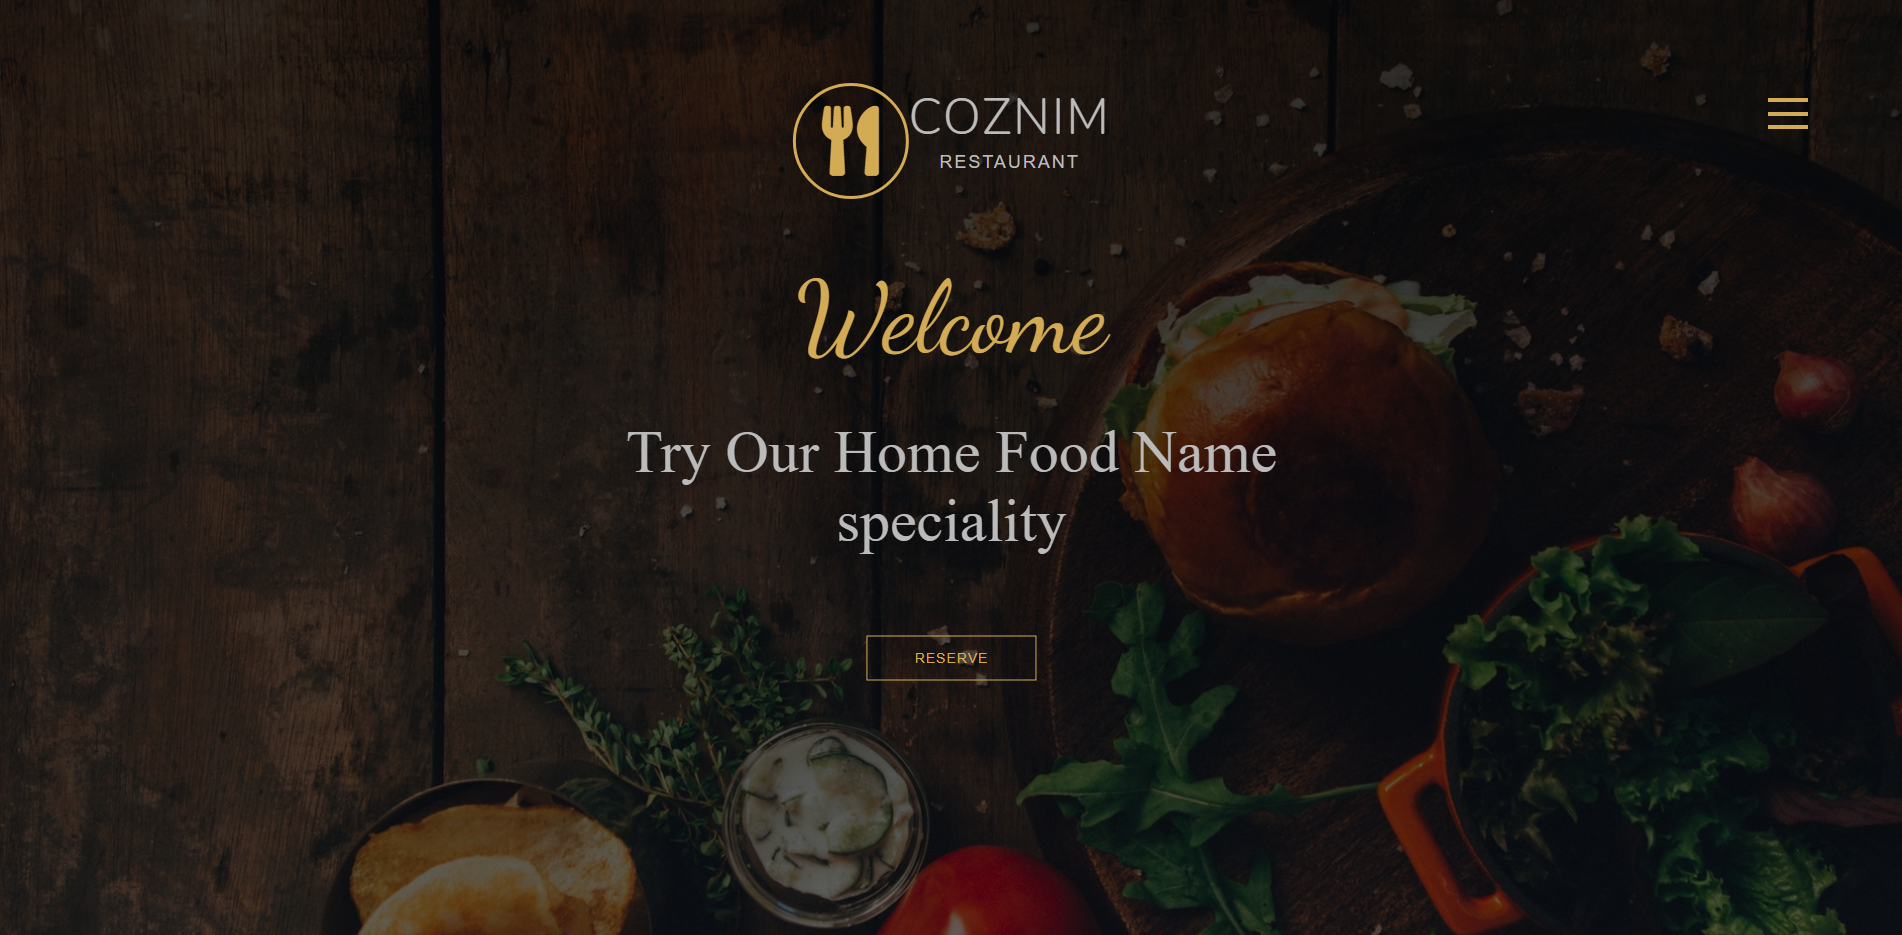 COZNIM
RESTAURANT
Welcome
Try Our Home Food Name
speciality
RESERVE